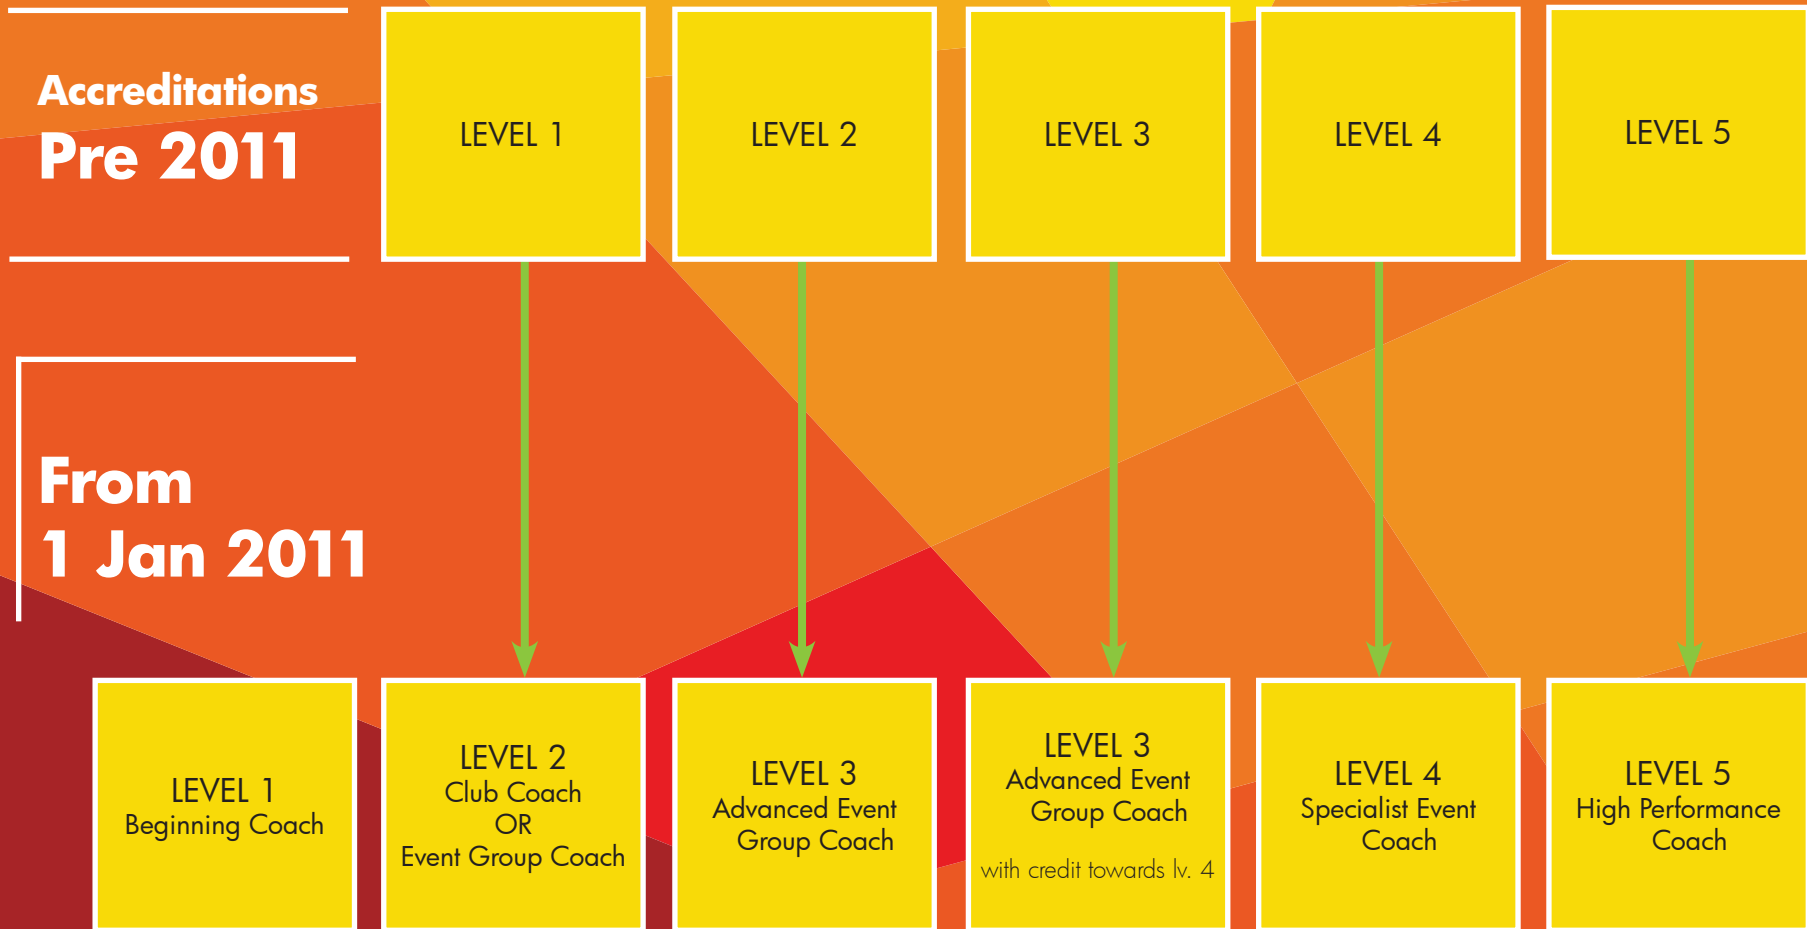 Accreditations
Pre 2011
LEVEL 1
LEVEL 2
LEVEL 3
LEVEL 4
LEVEL 5
From
1 Jan 2011
LEVEL 1
Beginning Coach
LEVEL 2
Club Coach
OR
Event Group Coach
LEVEL 3
Advanced Event
Group Coach
LEVEL 3
Advanced Event
Group Coach
with credit towards lv. 4
LEVEL 4
Specialist Event
Coach
LEVEL 5
High Performance
Coach